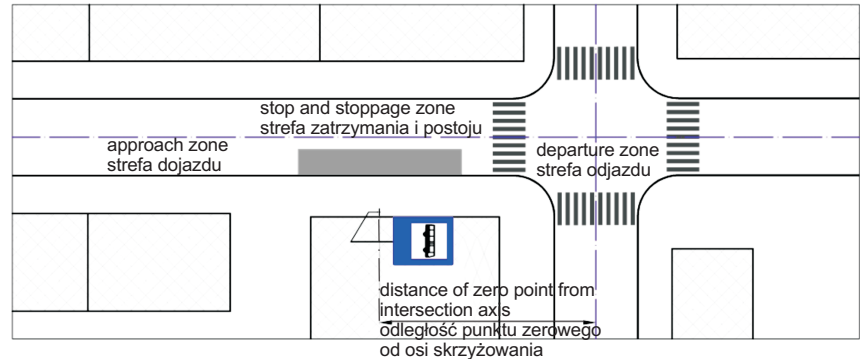 stop and stoppage zone
strefa zatrzymania i postoju
approach zone
strefa dojazdu
departure zone
strefa odjazdu
distance of zero point from
intersection axis
odległość punktu zerowego
od osi skrzyżowania